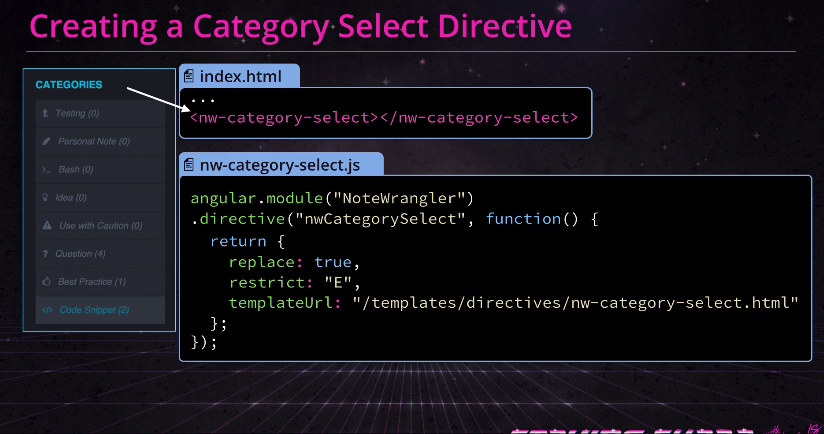 Creating a Category Select Directive
CATEGORIES
Testing (0)
Personal Note (0)
Bash (0)
Idea (0)
Use with Caution (0)
Question (4)
Best Practice (1)
Code Snippet (2)
index.html
...
<nw-category-select></nw-category-select>
nw-category-select.js
angular.module("NoteWrangler")
.directive("nwCategorySelect", function() {
  return {
    replace: true,
    restrict: "E",
    templateUrl: "/templates/directives/nw-category-select.html"
  };
});